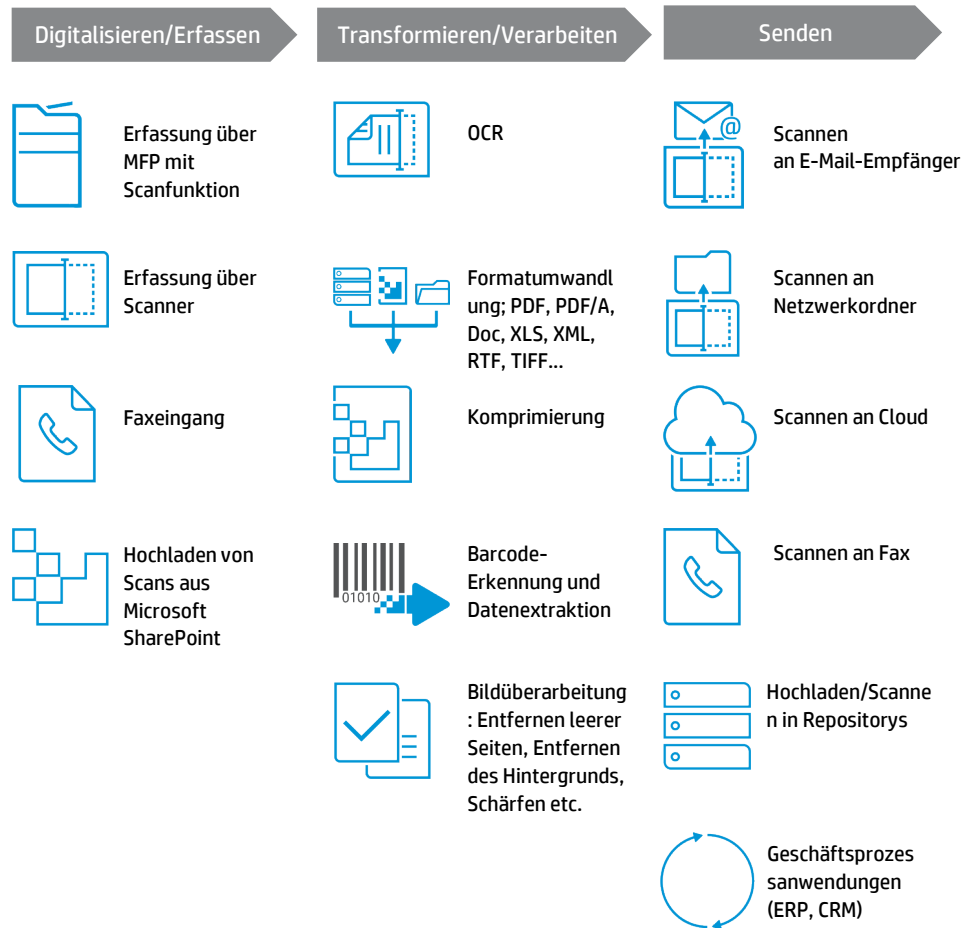 Digitalisieren/Erfassen
Erfassung über
MFP mit
Scanfunktion
Erfassung über
Scanner
Faxeingang
Hochladen von
Scans aus
Microsoft
SharePoint
Transformieren/Verarbeiten
OCR
Formatumwandl
ung; PDF, PDF/A,
Doc, XLS, XML,
RTF, TIFF...
Komprimierung
01010
Barcode-
Erkennung und
Datenextraktion
Bildüberarbeitung
: Entfernen leerer
Seiten, Entfernen
des Hintergrunds,
Schärfen etc.
Senden
@
Scannen
an E-Mail-Empfänger
Scannen an
Netzwerkordner
Scannen an Cloud
Scannen an Fax
Hochladen/Scanne
n in Repositorys
Geschäftsprozes
sanwendungen
(ERP, CRM)